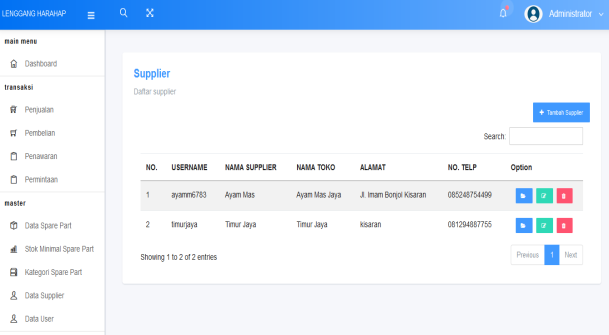 LENGGANG HARAHAP
Administrator
main menu
Dashboard
transaksi
Penjualan
Pembelian
Penawaran
Permintaan
master
Data Spare Part
Stok Minimal Spare Part
Kategori Spare Part
Data Supplier
Data User
Supplier
Daftar supplier
+ Tambah Supplier
Search:
NO. USERNAME NAMA SUPPLIER NAMA TOKO ALAMAT NO. TELP Option
1 ayamm6783 Ayam Mas Ayam Mas Jaya Jl. Imam Bonjol Kisaran 085248754499
2 timurjaya Timur Jaya Timur Jaya kisaran 081294887755
Showing 1 to 2 of 2 entries
Previous 1 Next